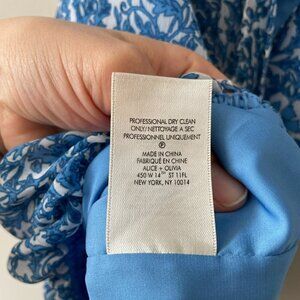 PROFESSIONAL DRY CLEAN
ONLY/NETTOYAGE A SEC
PROFESSIONNEL UNIQUEMENT
Ⓟ
MADE IN CHINA
FABRIQUÉ EN CHINE
ALICE + OLIVIA
450 W 14TH ST 11FL
NEW YORK, NY 10014